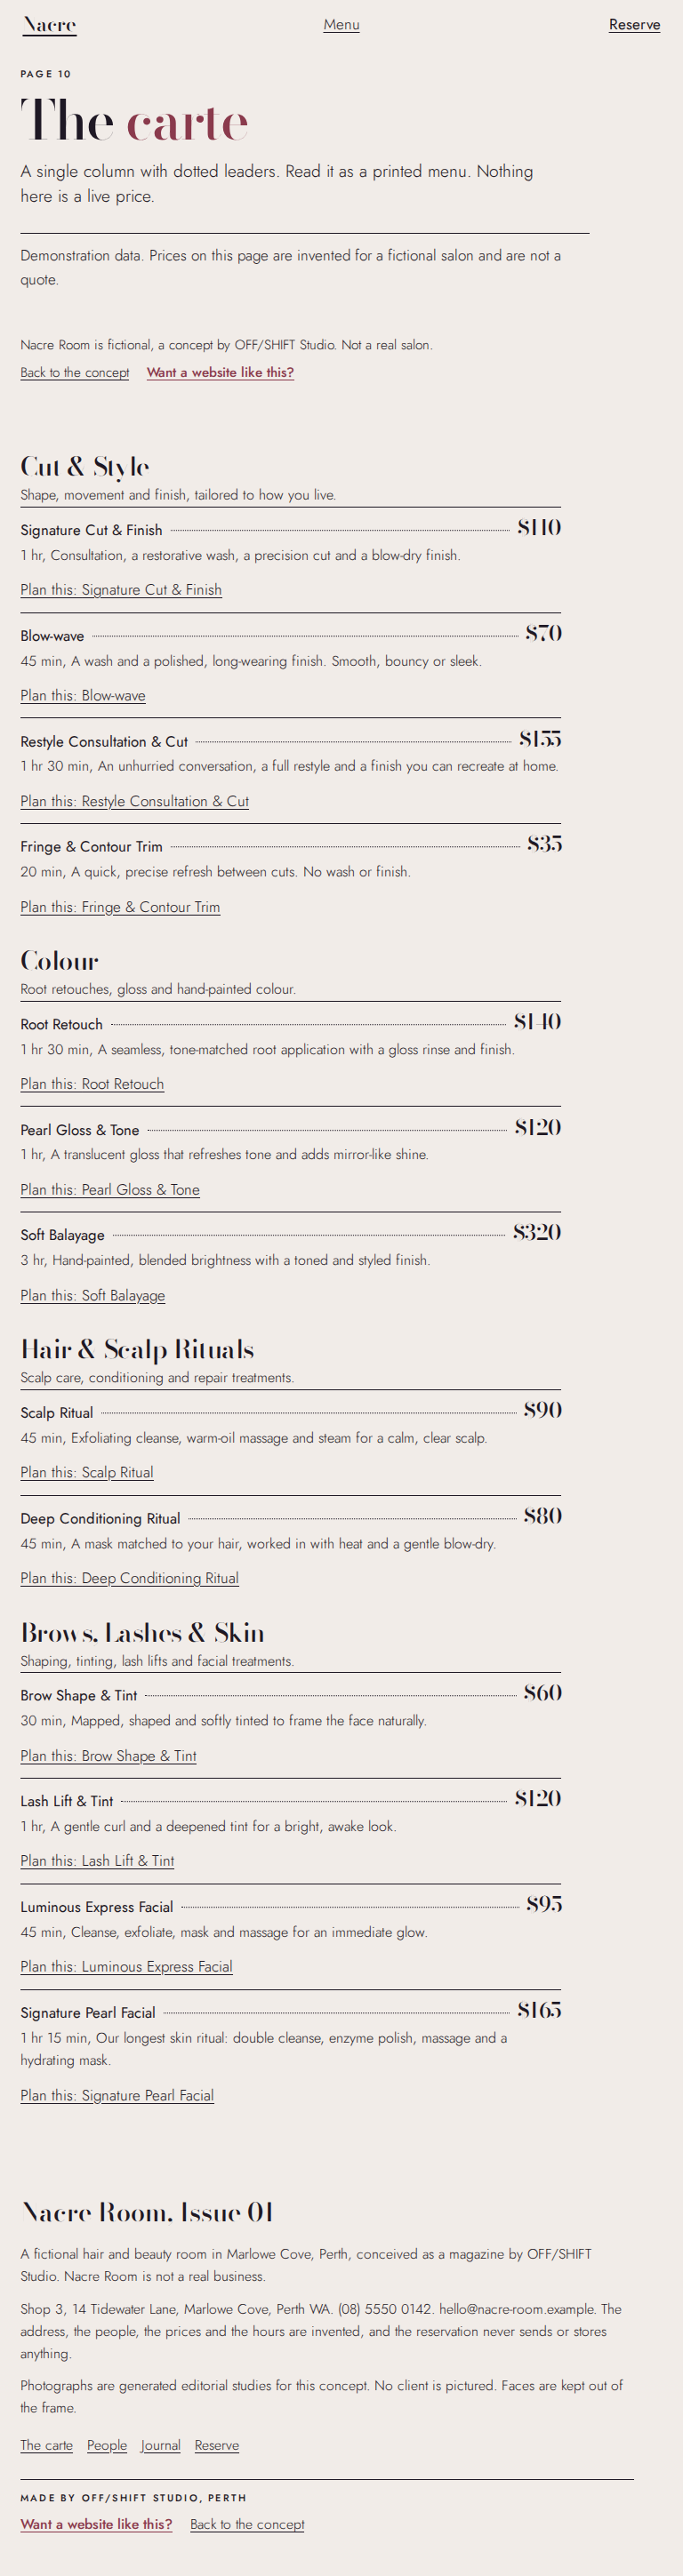 Nacre
Menu
Reserve
PAGE 10
The carte
A single column with dotted leaders. Read it as a printed menu. Nothing
here is a live price.
Demonstration data. Prices on this page are invented for a fictional salon and are not a
quote.
Nacre Room is fictional, a concept by OFF/SHIFT Studio. Not a real salon.
Back to the concept Want a website like this?
Cut & Style
Shape, movement and finish, tailored to how you live.
Signature Cut & Finish $110
1 hr, Consultation, a restorative wash, a precision cut and a blow-dry finish.
Plan this: Signature Cut & Finish
Blow-wave $70
45 min, A wash and a polished, long-wearing finish. Smooth, bouncy or sleek.
Plan this: Blow-wave
Restyle Consultation & Cut $155
1 hr 30 min, An unhurried conversation, a full restyle and a finish you can recreate at home.
Plan this: Restyle Consultation & Cut
Fringe & Contour Trim $35
20 min, A quick, precise refresh between cuts. No wash or finish.
Plan this: Fringe & Contour Trim
Colour
Root retouches, gloss and hand-painted colour.
Root Retouch $140
1 hr 30 min, A seamless, tone-matched root application with a gloss rinse and finish.
Plan this: Root Retouch
Pearl Gloss & Tone $120
1 hr, A translucent gloss that refreshes tone and adds mirror-like shine.
Plan this: Pearl Gloss & Tone
Soft Balayage $320
3 hr, Hand-painted, blended brightness with a toned and styled finish.
Plan this: Soft Balayage
Hair & Scalp Rituals
Scalp care, conditioning and repair treatments.
Scalp Ritual $90
45 min, Exfoliating cleanse, warm-oil massage and steam for a calm, clear scalp.
Plan this: Scalp Ritual
Deep Conditioning Ritual $80
45 min, A mask matched to your hair, worked in with heat and a gentle blow-dry.
Plan this: Deep Conditioning Ritual
Brows, Lashes & Skin
Shaping, tinting, lash lifts and facial treatments.
Brow Shape & Tint $60
30 min, Mapped, shaped and softly tinted to frame the face naturally.
Plan this: Brow Shape & Tint
Lash Lift & Tint $120
1 hr, A gentle curl and a deepened tint for a bright, awake look.
Plan this: Lash Lift & Tint
Luminous Express Facial $95
45 min, Cleanse, exfoliate, mask and massage for an immediate glow.
Plan this: Luminous Express Facial
Signature Pearl Facial $165
1 hr 15 min, Our longest skin ritual: double cleanse, enzyme polish, massage and a
hydrating mask.
Plan this: Signature Pearl Facial
Nacre Room, Issue 01
A fictional hair and beauty room in Marlowe Cove, Perth, conceived as a magazine by OFF/SHIFT
Studio. Nacre Room is not a real business.
Shop 3, 14 Tidewater Lane, Marlowe Cove, Perth WA. (08) 5550 0142. hello@nacre-room.example. The
address, the people, the prices and the hours are invented, and the reservation never sends or stores
anything.
Photographs are generated editorial studies for this concept. No client is pictured. Faces are kept out of
the frame.
The carte People Journal Reserve
MADE BY OFF/SHIFT STUDIO, PERTH
Want a website like this? Back to the concept